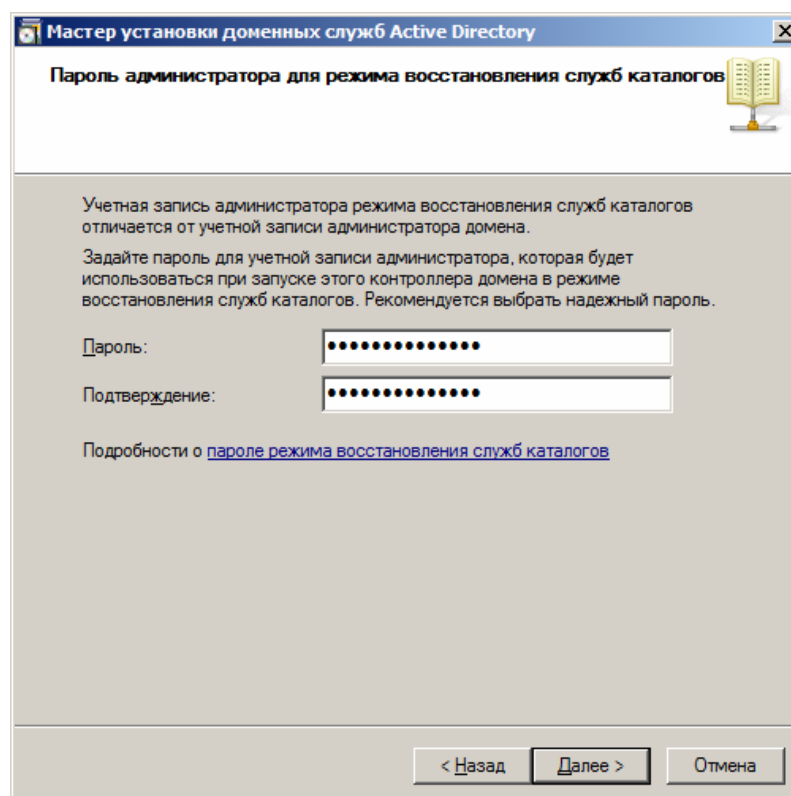 Мастер установки доменных служб Active Directory
Пароль администратора для режима восстановления служб каталогов
Учетная запись администратора режима восстановления служб каталогов
отличается от учетной записи администратора домена.
Задайте пароль для учетной записи администратора, которая будет
использоваться при запуске этого контроллера домена в режиме
восстановления служб каталогов. Рекомендуется выбрать надежный пароль.
Пароль: ••••••••••••••
Подтверждение: ••••••••••••••
Подробности о пароле режима восстановления служб каталогов
< Назад Далее > Отмена